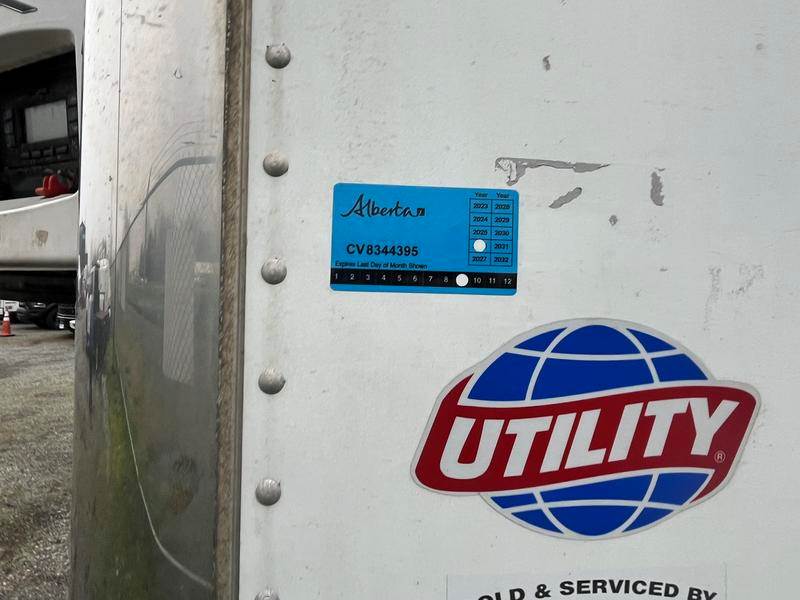 Alberta
CV8344395
Expires Last Day of Month Shown
Year Year
2023 2028
2024 2029
2025 2030
2031
2027 2032
1 2 3 4 5 6 7 8 10 11 12
UTILITY®
OLD & SERVICED BY